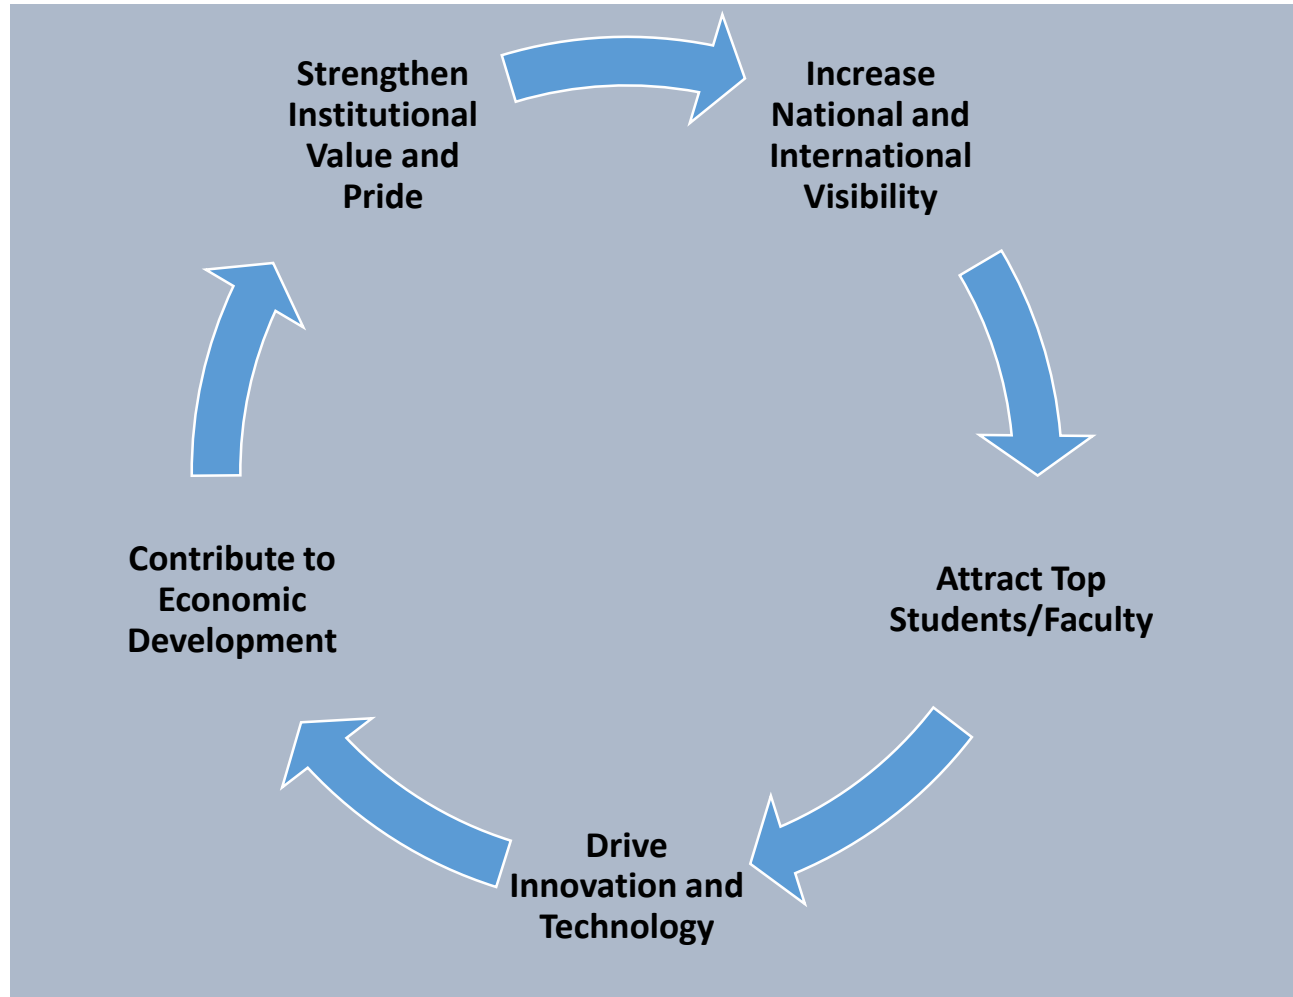 Strengthen
Institutional
Value and
Pride
Increase
National and
International
Visibility
Attract Top
Students/Faculty
Drive
Innovation and
Technology
Contribute to
Economic
Development